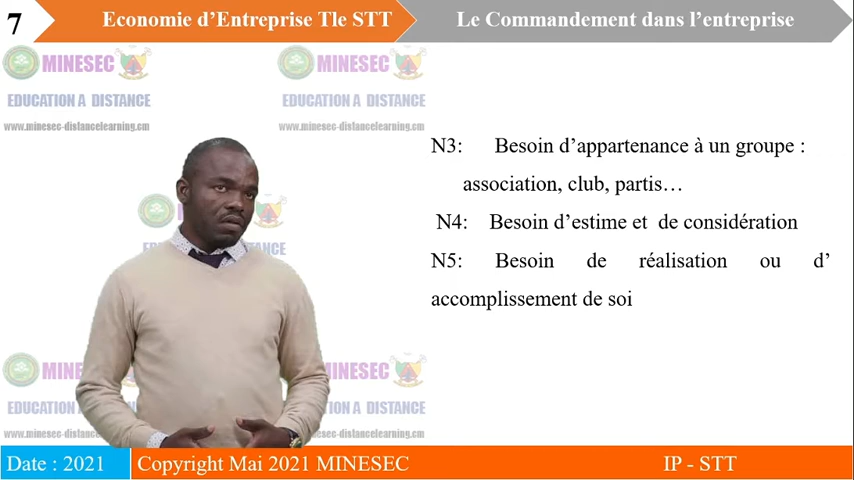 7
Economie d’Entreprise Tle STT
Le Commandement dans l’entreprise
MINESEC
EDUCATION A DISTANCE
www.minesec-distancelearning.cm
MINESEC
EDUCATION A DISTANCE
www.minesec-distancelearning.cm
N3: Besoin d’appartenance à un groupe :
association, club, partis…
N4: Besoin d’estime et de considération
N5: Besoin de réalisation ou d’
accomplissement de soi
MINESEC
EDUCATION A DISTANCE
www.minesec-distancelearning.cm
Date : 2021
Copyright Mai 2021 MINESEC
IP - STT